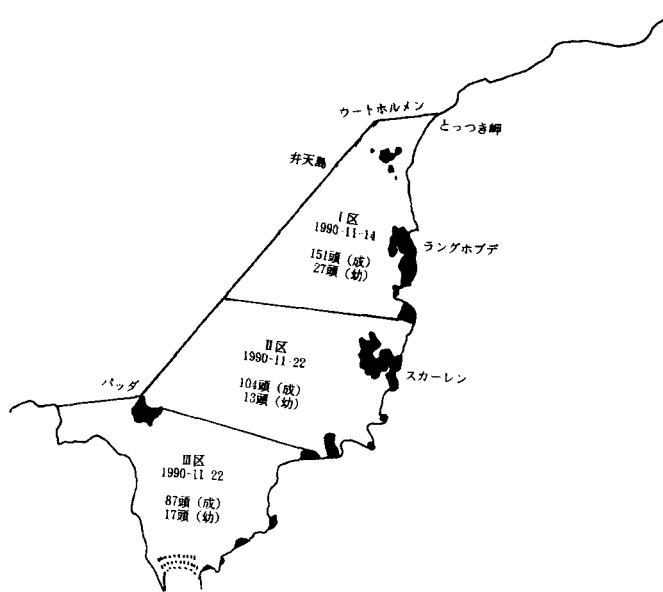 ウートホルメン
とっつき岬
弁天島
I区
1990-11-14
151頭（成）
27頭（幼）
ラングホブデ
II区
1990-11-22
104頭（成）
13頭（幼）
スカーレン
パッダ
III区
1990-11 22
87頭（成）
17頭（幼）